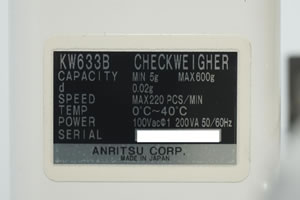 KW633B CHECKWEIGHER
CAPACITY MIN 5g MAX600g
d 0.02g
SPEED MAX220 PCS/MIN
TEMP 0°C~40°C
POWER 100Vac Φ1 200VA 50/60Hz
SERIAL
ANRITSU CORP.
MADE IN JAPAN